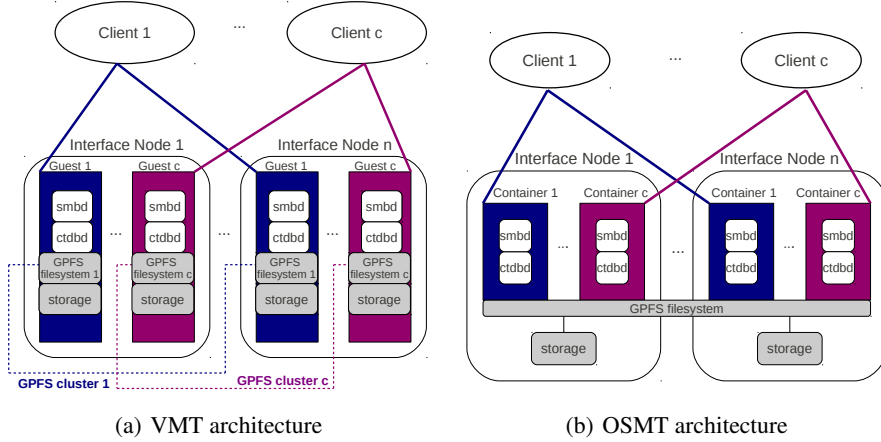 Client 1
...
Client c
Interface Node 1
Interface Node n
Guest 1
Guest c
Guest 1
Guest c
smbd
smbd
smbd
smbd
ctdbd
...
ctdbd
...
ctdbd
...
ctdbd
GPFS
filesystem 1
GPFS
filesystem c
GPFS
filesystem 1
GPFS
filesystem c
storage
storage
storage
storage
GPFS cluster 1
GPFS cluster c
(a) VMT architecture
Client 1
...
Client c
Interface Node 1
Interface Node n
Container 1
Container c
Container 1
Container c
smbd
smbd
smbd
smbd
...
...
...
ctdbd
ctdbd
ctdbd
ctdbd
GPFS filesystem
storage
storage
(b) OSMT architecture